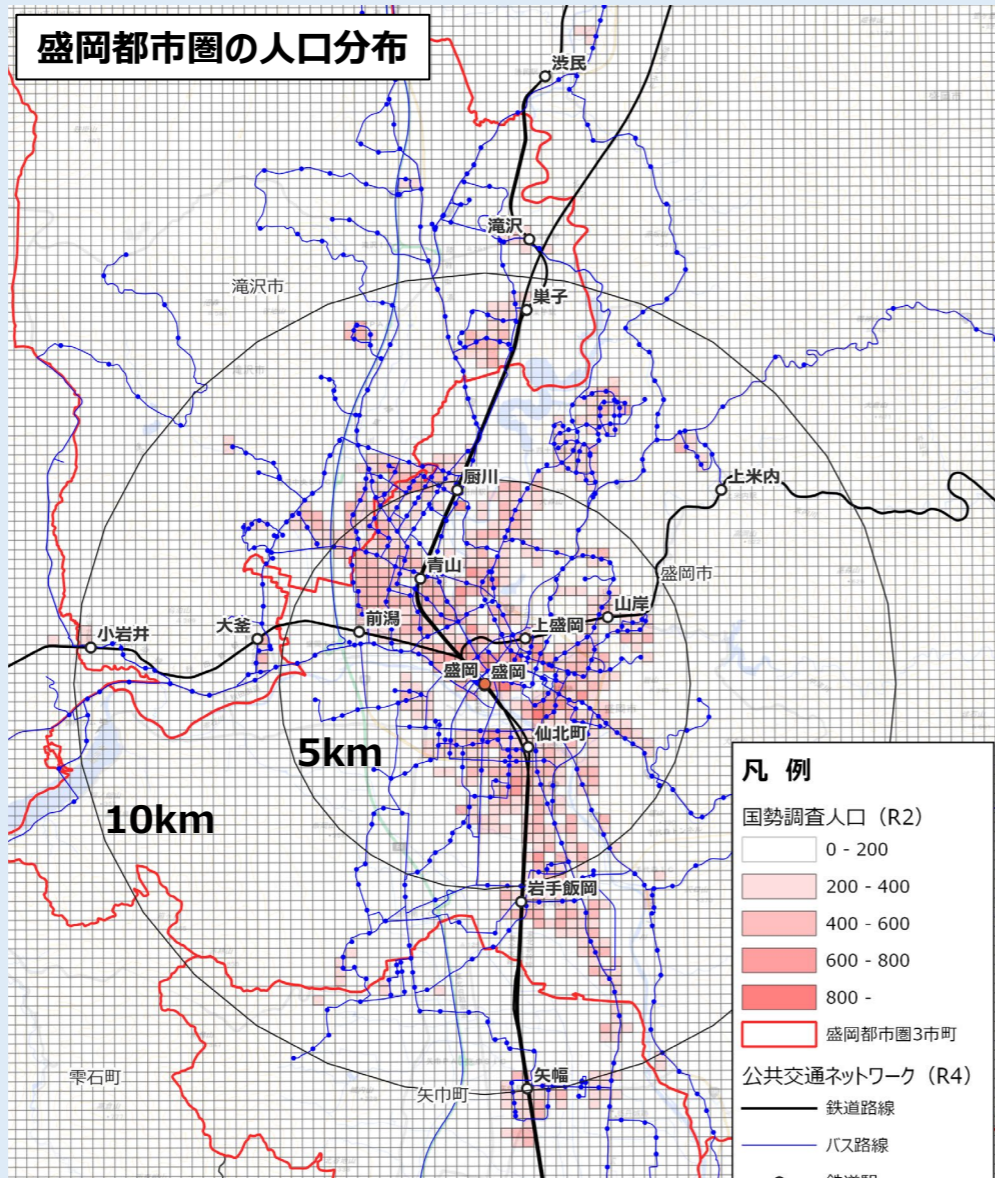 盛岡都市圏の人口分布
渋民
滝沢
滝沢市
巣子
厨川
上米内
青山
盛岡市
山岸
前潟
上盛岡
大釜
小岩井
盛岡
盛岡
仙北町
5km
10km
岩手飯岡
矢幅
矢巾町
雫石町
凡 例
国勢調査人口（R2）
0 - 200
200 - 400
400 - 600
600 - 800
800 -
盛岡都市圏3市町
公共交通ネットワーク（R4）
鉄道路線
バス路線